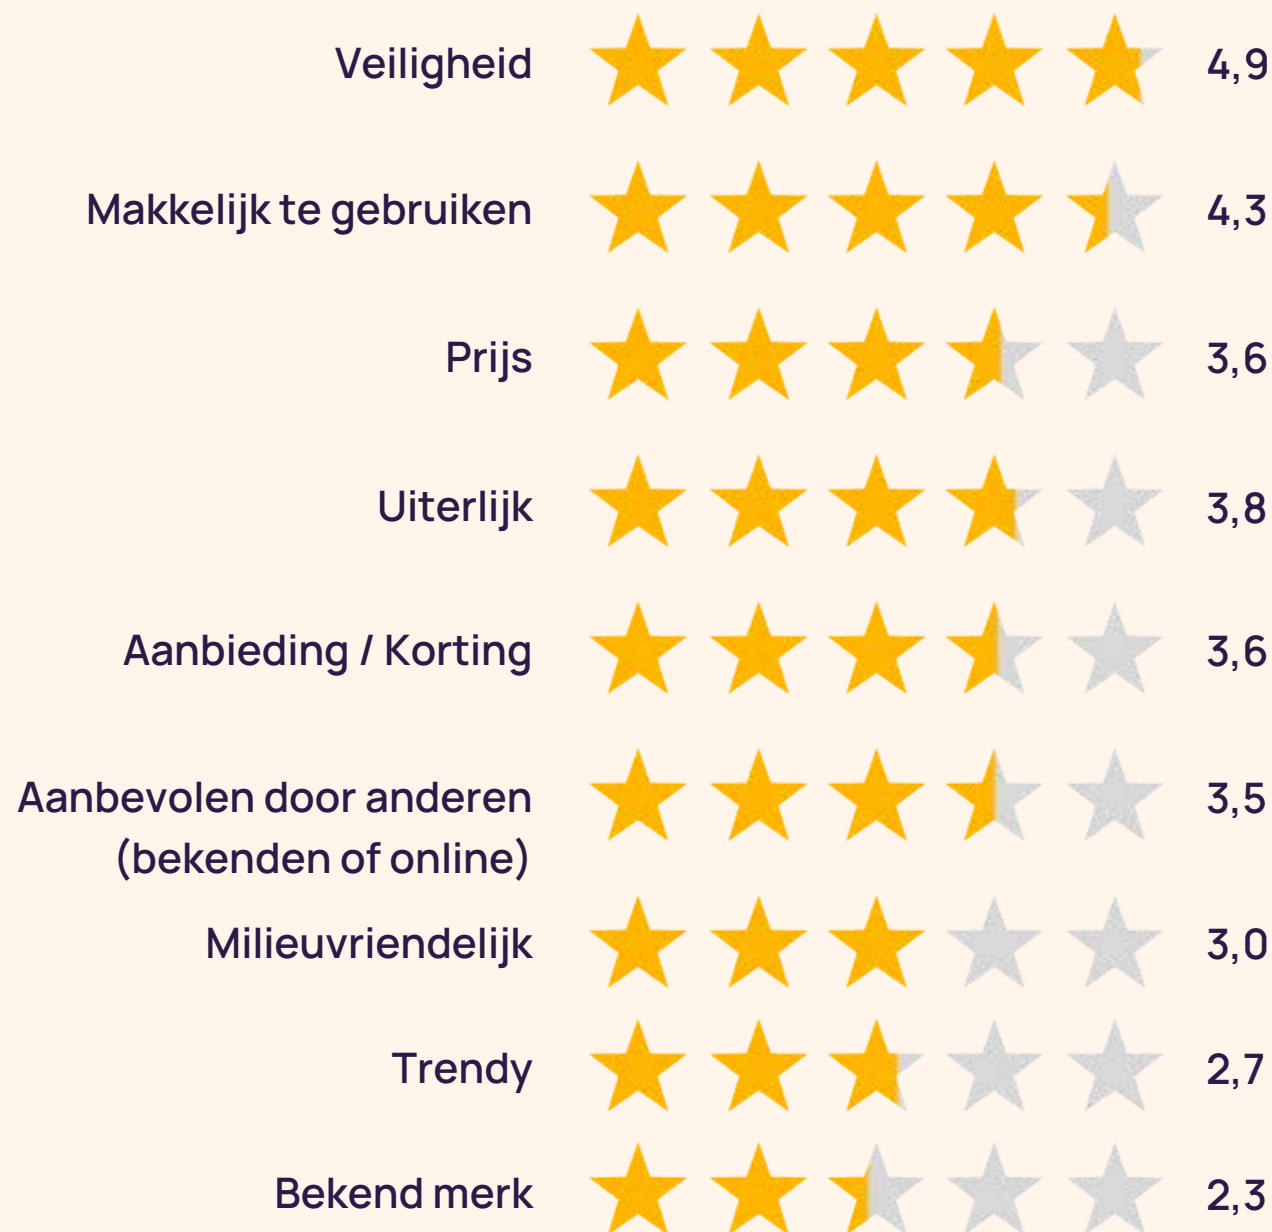 Veiligheid 4,9
Makkelijk te gebruiken 4,3
Prijs 3,6
Uiterlijk 3,8
Aanbieding / Korting 3,6
Aanbevolen door anderen 3,5
(bekenden of online)
Milieuvriendelijk 3,0
Trendy 2,7
Bekend merk 2,3